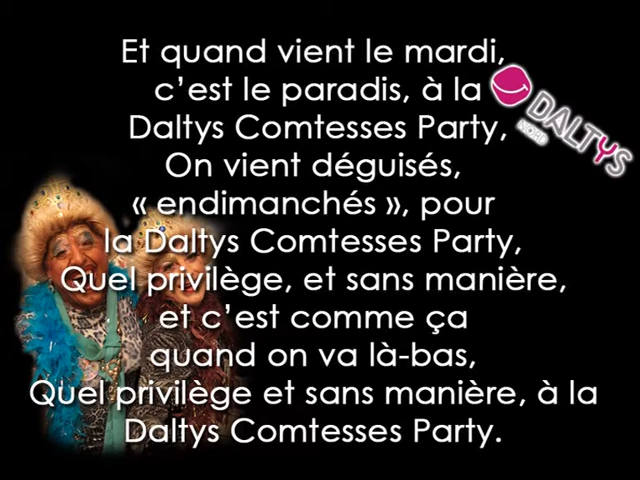 Et quand vient le mardi,
c’est le paradis, à la
Daltys Comtesses Party,
On vient déguisés,
« endimanchés », pour
la Daltys Comtesses Party,
Quel privilège, et sans manière,
et c’est comme ça
quand on va là-bas,
Quel privilège et sans manière, à la
Daltys Comtesses Party.
DALTYS
NORD